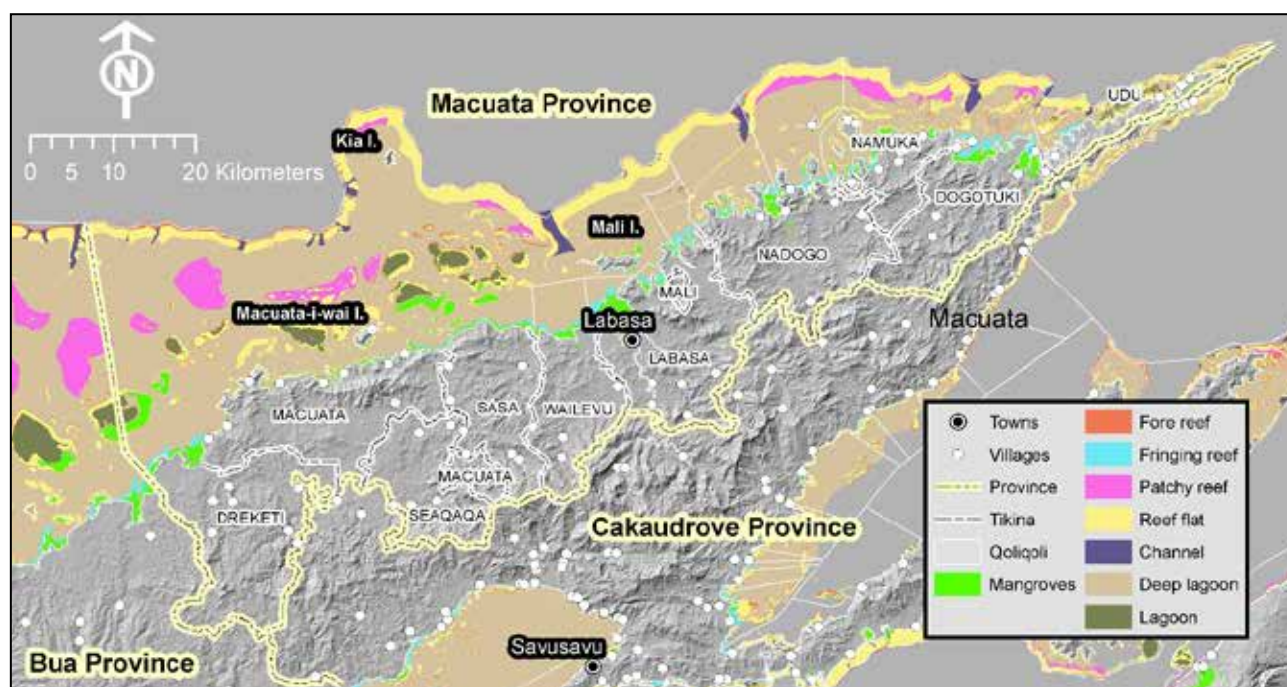 N
Macuata Province
UDU
Kia I.
0 10 20 Kilometers
NAMUKA
DOGOTUKI
Mali I.
NADOGO
MALI
Macuata-i-wai I.
Labasa
Macuata
LABASA
MACUATA
SASA
WAILEVU
MACUATA
DREKETI
SEAQAQA
Cakaudrove Province
Savusavu
Bua Province
Towns
Villages
Province
Tikina
Qoliqoli
Mangroves
Fore reef
Fringing reef
Patchy reef
Reef flat
Channel
Deep lagoon
Lagoon